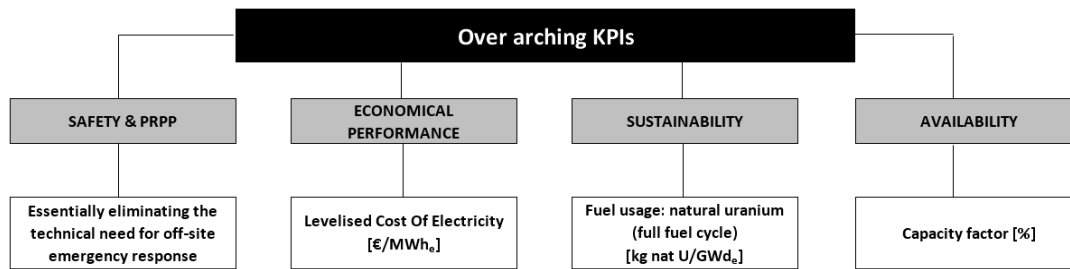 Over arching KPIs
SAFETY & PRPP
ECONOMICAL
PERFORMANCE
SUSTAINABILITY
AVAILABILITY
Essentially eliminating the
technical need for off-site
emergency response
Levelised Cost Of Electricity
[€/MWhₑ]
Fuel usage: natural uranium
(full fuel cycle)
[kg nat U/GWdₑ]
Capacity factor [%]